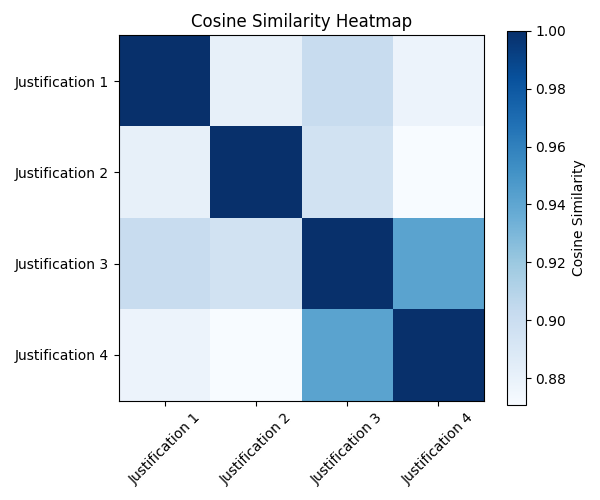 Cosine Similarity Heatmap
Justification 1
Justification 2
Justification 3
Justification 4
Justification 1
Justification 2
Justification 3
Justification 4
1.00
0.98
0.96
0.94
0.92
0.90
0.88
Cosine Similarity